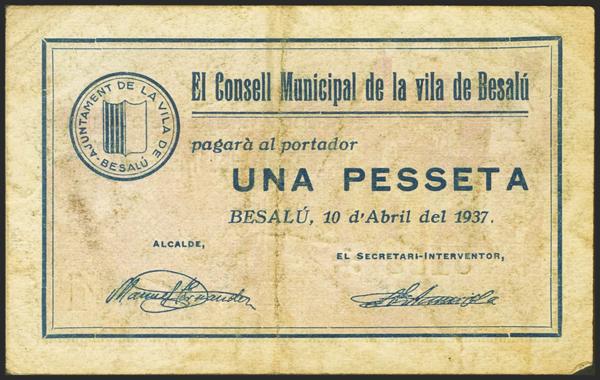 AJUNTAMENT DE LA VILA DE BESALÚ
El Consell Municipal de la vila de Besalú
pagarà al portador
UNA PESSETA
BESALÚ, 10 d'Abril del 1937.
ALCALDE,
EL SECRETARI-INTERVENTOR,